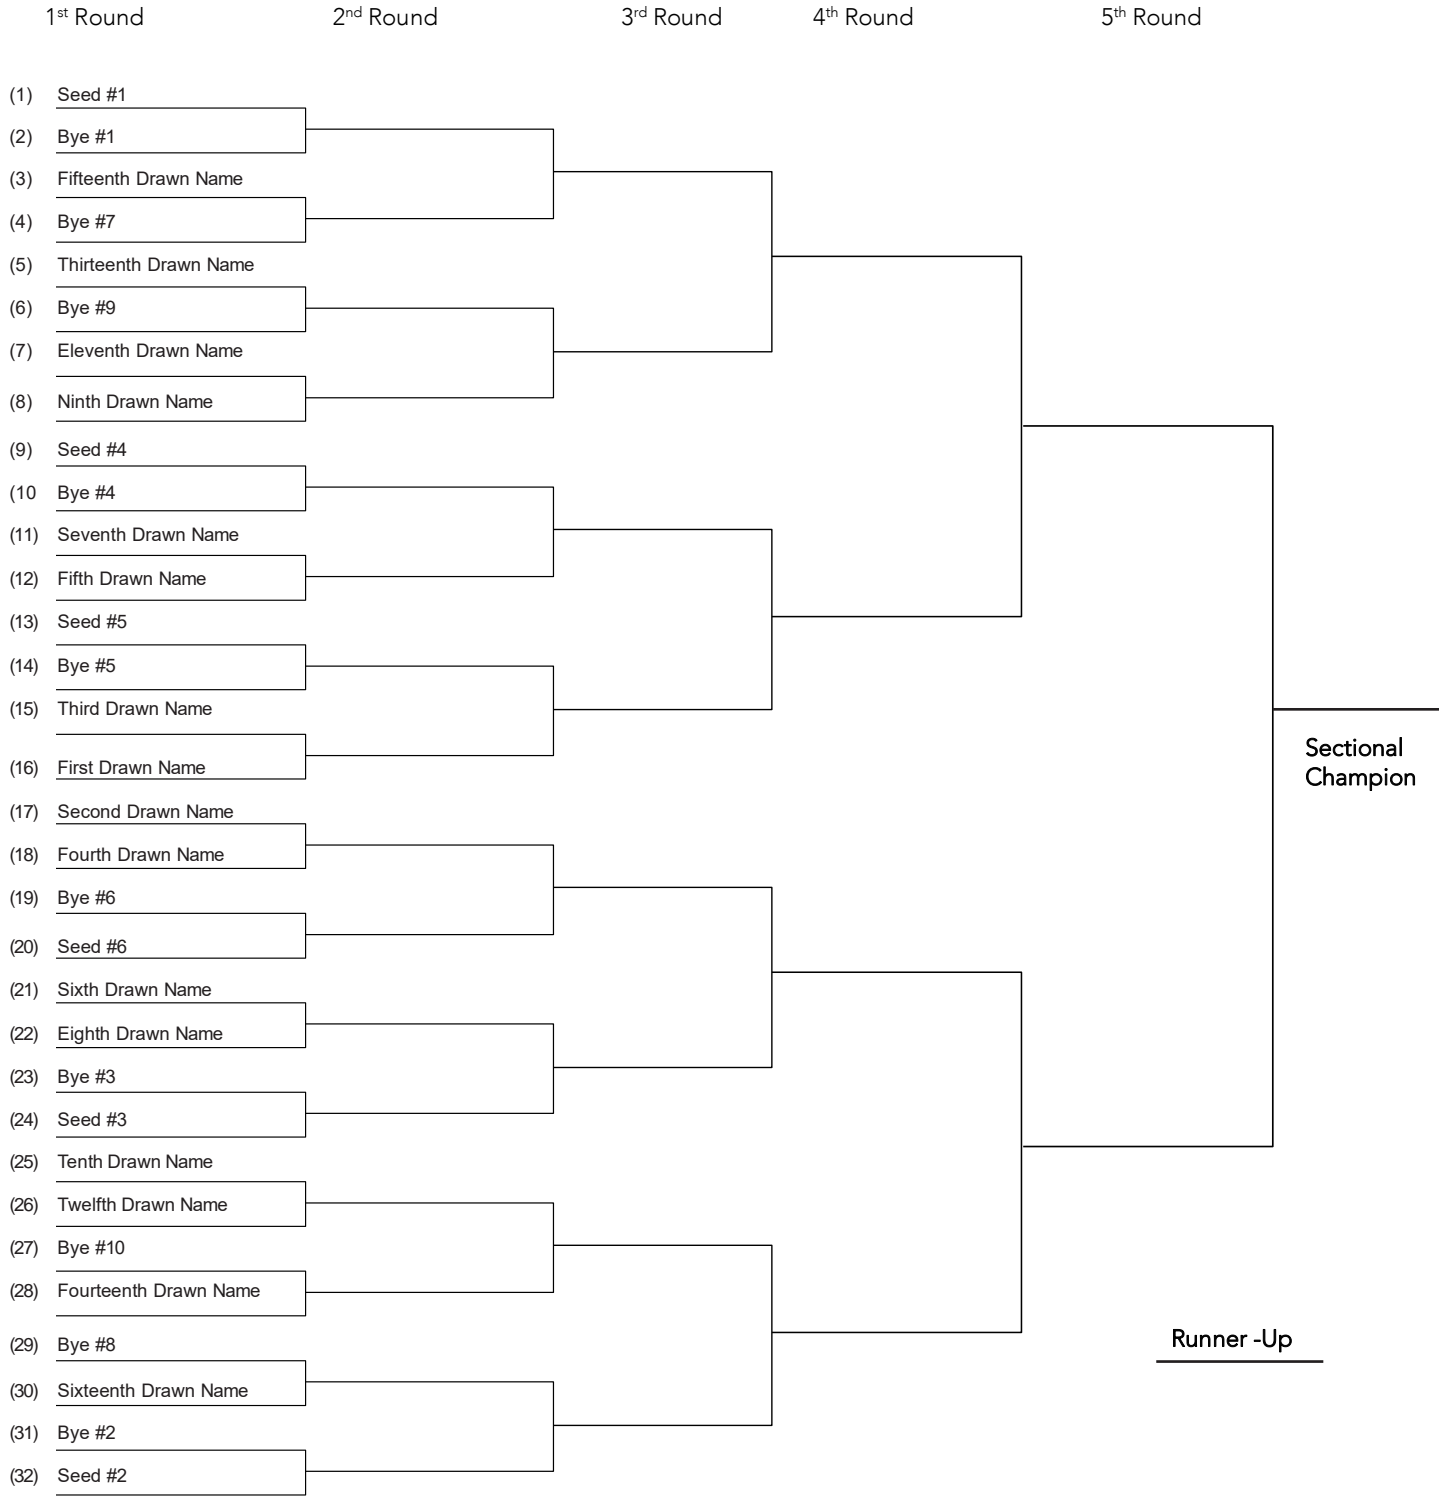 1st Round 2nd Round 3rd Round 4th Round 5th Round
(1) Seed #1
(2) Bye #1
(3) Fifteenth Drawn Name
(4) Bye #7
(5) Thirteenth Drawn Name
(6) Bye #9
(7) Eleventh Drawn Name
(8) Ninth Drawn Name
(9) Seed #4
(10 Bye #4
(11) Seventh Drawn Name
(12) Fifth Drawn Name
(13) Seed #5
(14) Bye #5
(15) Third Drawn Name
(16) First Drawn Name
(17) Second Drawn Name
(18) Fourth Drawn Name
(19) Bye #6
(20) Seed #6
(21) Sixth Drawn Name
(22) Eighth Drawn Name
(23) Bye #3
(24) Seed #3
(25) Tenth Drawn Name
(26) Twelfth Drawn Name
(27) Bye #10
(28) Fourteenth Drawn Name
(29) Bye #8
(30) Sixteenth Drawn Name
(31) Bye #2
(32) Seed #2
Sectional
Champion
Runner -Up